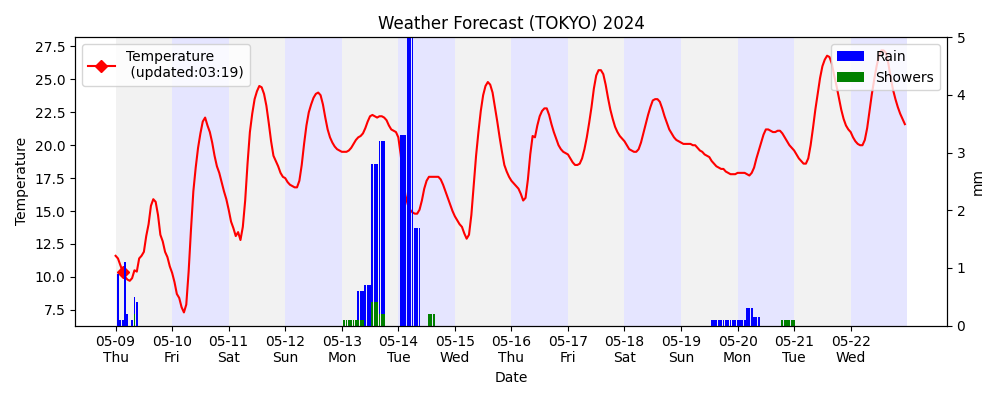 Weather Forecast (TOKYO) 2024
Temperature
(updated:03:19)
Rain
Showers
Temperature
27.5
25.0
22.5
20.0
17.5
15.0
12.5
10.0
7.5
5
4
3
2
1
0
mm
05-09 05-10 05-11 05-12 05-13 05-14 05-15 05-16 05-17 05-18 05-19 05-20 05-21 05-22
Thu Fri Sat Sun Mon Tue Wed Thu Fri Sat Sun Mon Tue Wed
Date